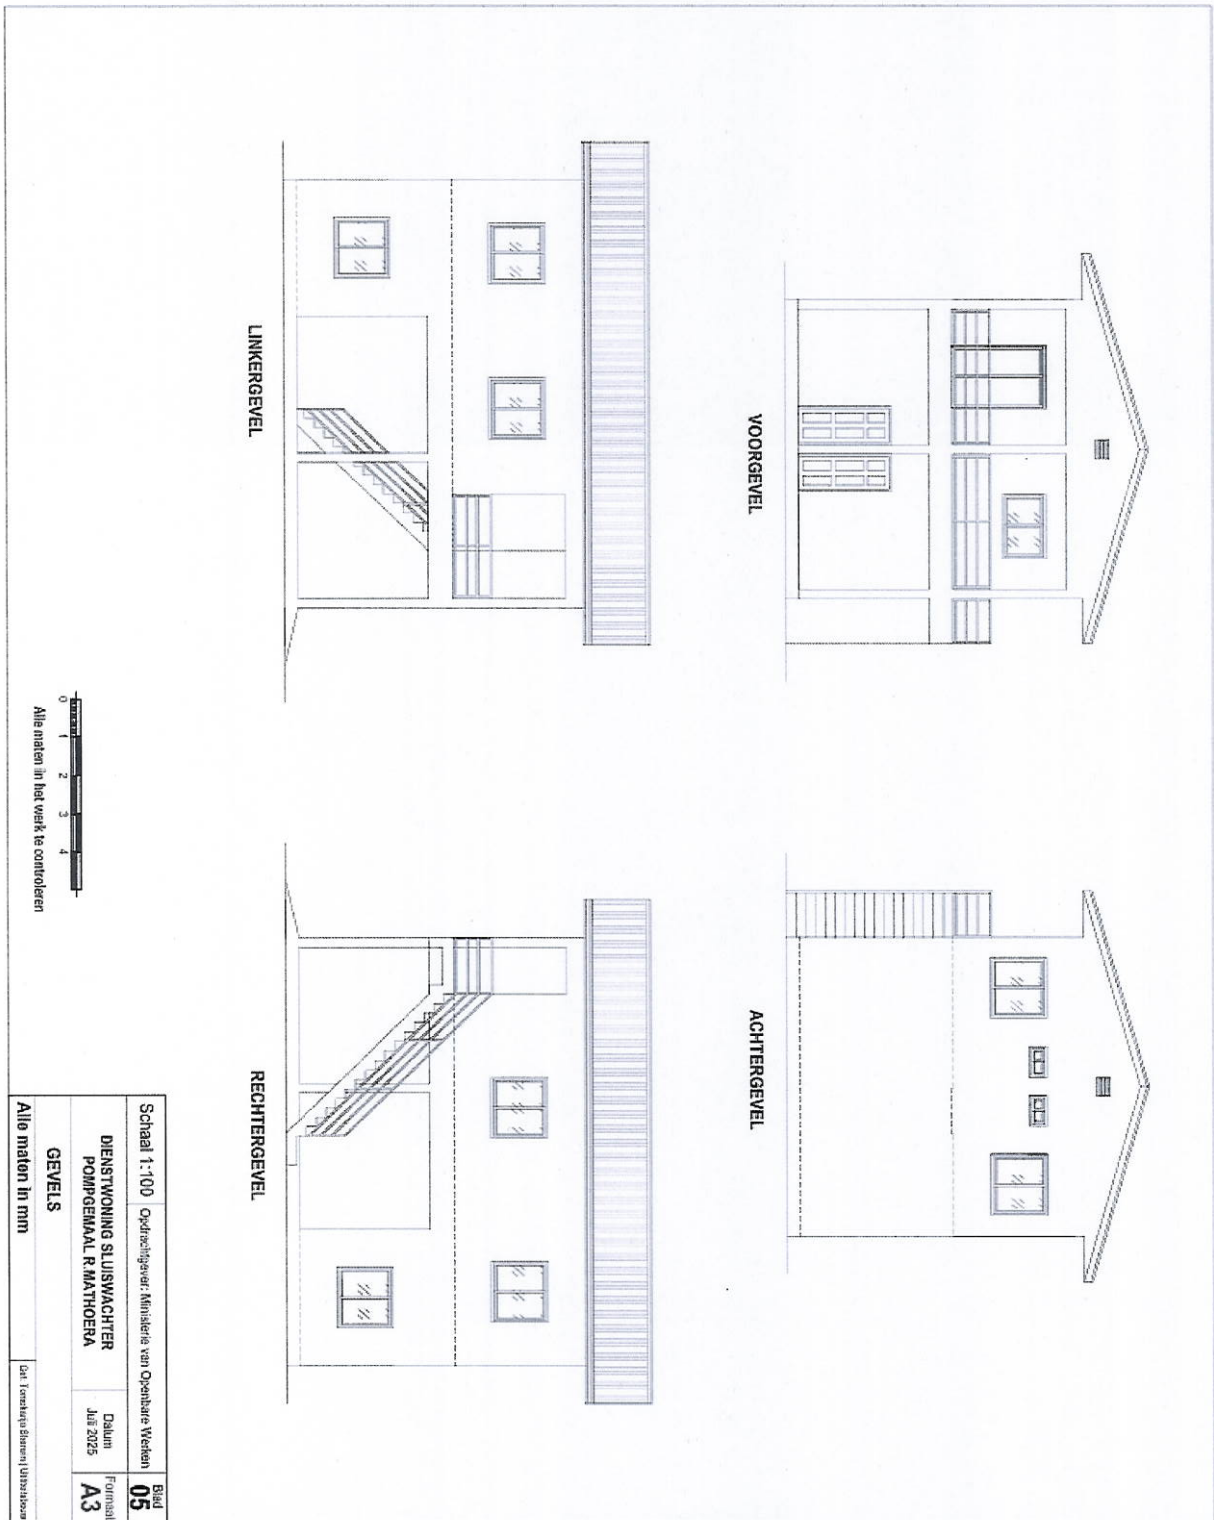 VOORGEVEL
ACHTERGEVEL
LINKERGEVEL
RECHTERGEVEL
0 1 2 3 4
Alle maten in het werk te controleren
Schaal 1:100
Opdrachtgever: Ministerie van Openbare Werken
Blad
05
DIENSTWONING SLUISWACHTER
POMPGEMAAL R.MATHOERA
Datum
Juli 2025
Formaat
A3
GEVELS
Alle maten in mm
Get.